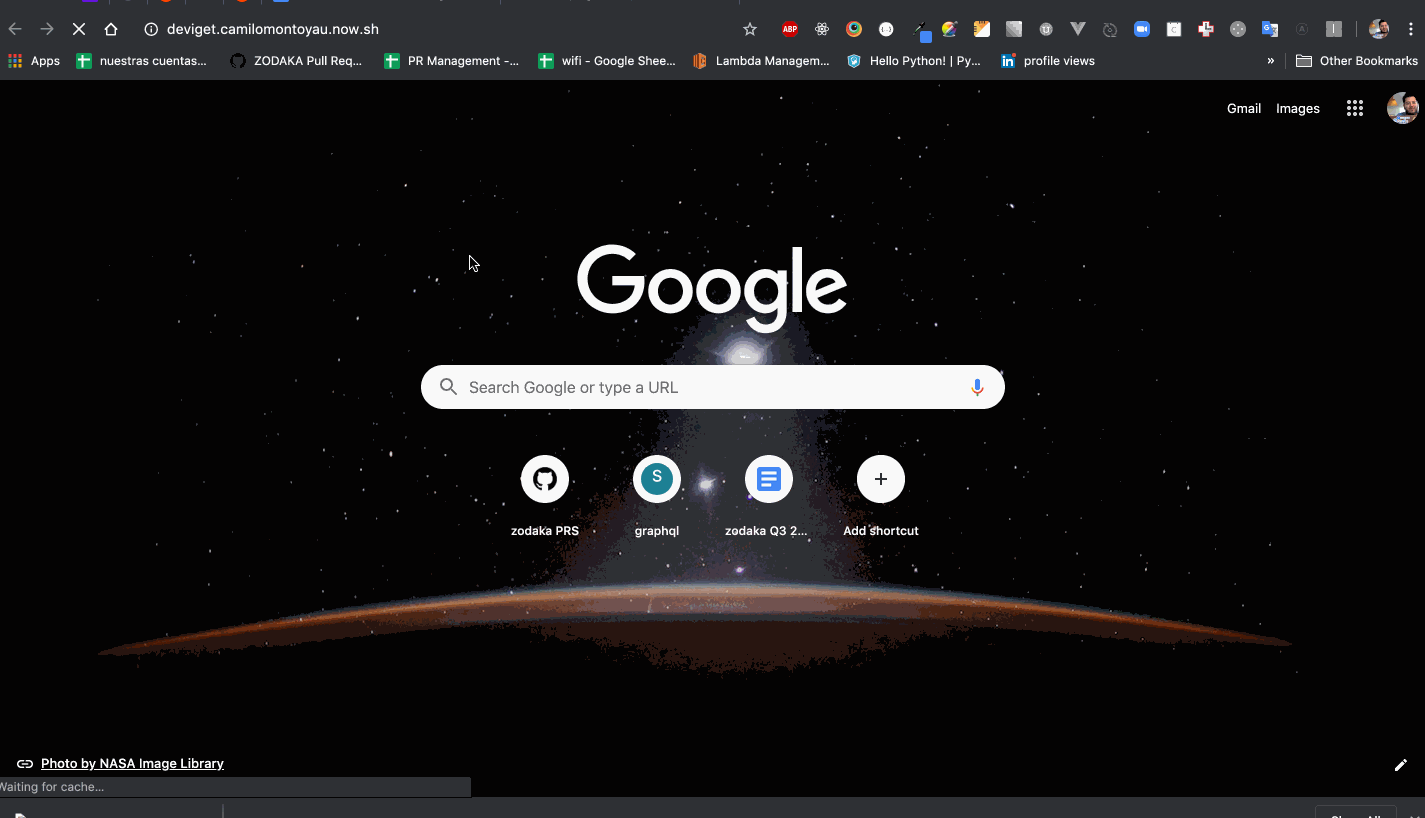 deviget.camilomontoyau.now.sh
ABP
Apps
nuestras cuentas...
ZODAKA Pull Req...
PR Management -...
wifi - Google Shee...
Lambda Managem...
Hello Python! | Py...
profile views
»
Other Bookmarks
Gmail
Images
Google
Search Google or type a URL
S
zodaka PRS
graphql
zodaka Q3 2...
Add shortcut
Photo by NASA Image Library
Waiting for cache...